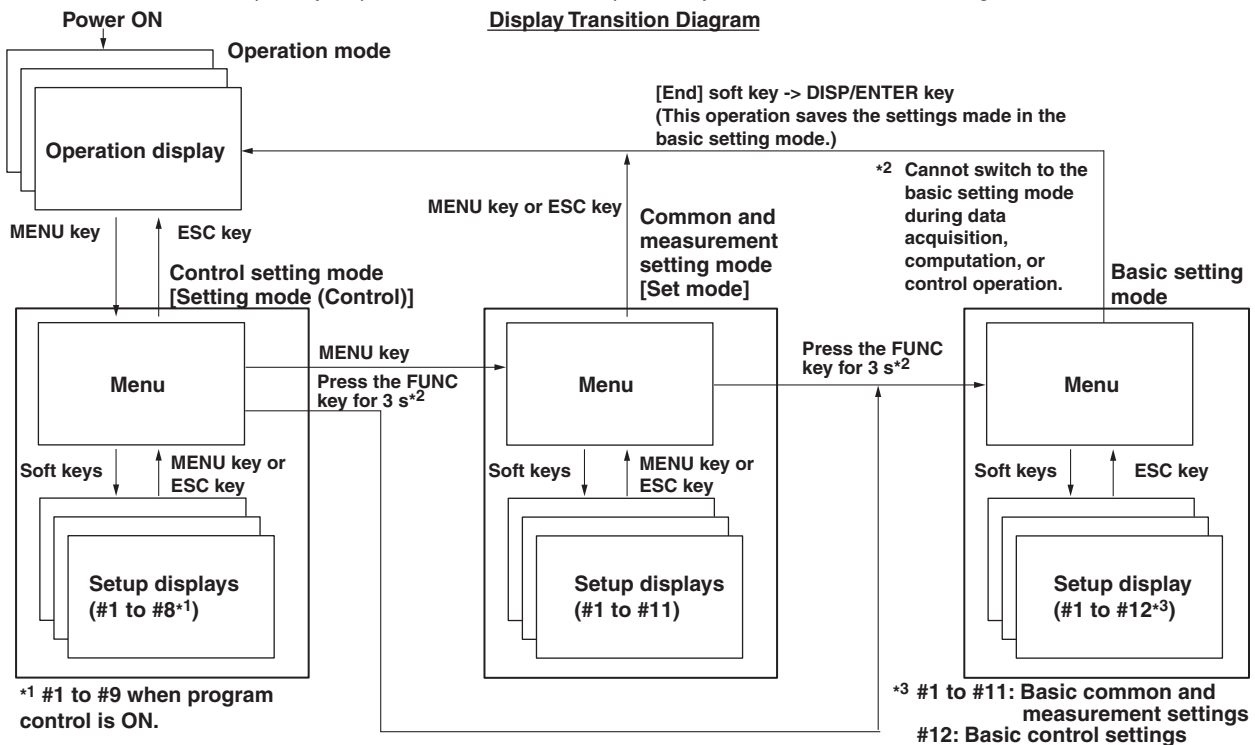 Display Transition Diagram
Power ON
Operation mode
Operation display
[End] soft key -> DISP/ENTER key
(This operation saves the settings made in the
basic setting mode.)
MENU key
ESC key
MENU key or ESC key
*2 Cannot switch to the
basic setting mode
during data
acquisition,
computation, or
control operation.
Control setting mode
[Setting mode (Control)]
Common and
measurement
setting mode
[Set mode]
Basic setting
mode
Menu
MENU key
Press the FUNC
key for 3 s*2
Menu
Press the FUNC
key for 3 s*2
Menu
Soft keys
MENU key or
ESC key
Soft keys
MENU key or
ESC key
Soft keys
ESC key
Setup displays
(#1 to #8*1)
Setup displays
(#1 to #11)
Setup display
(#1 to #12*3)
*1 #1 to #9 when program
control is ON.
*3 #1 to #11: Basic common and
measurement settings
#12: Basic control settings